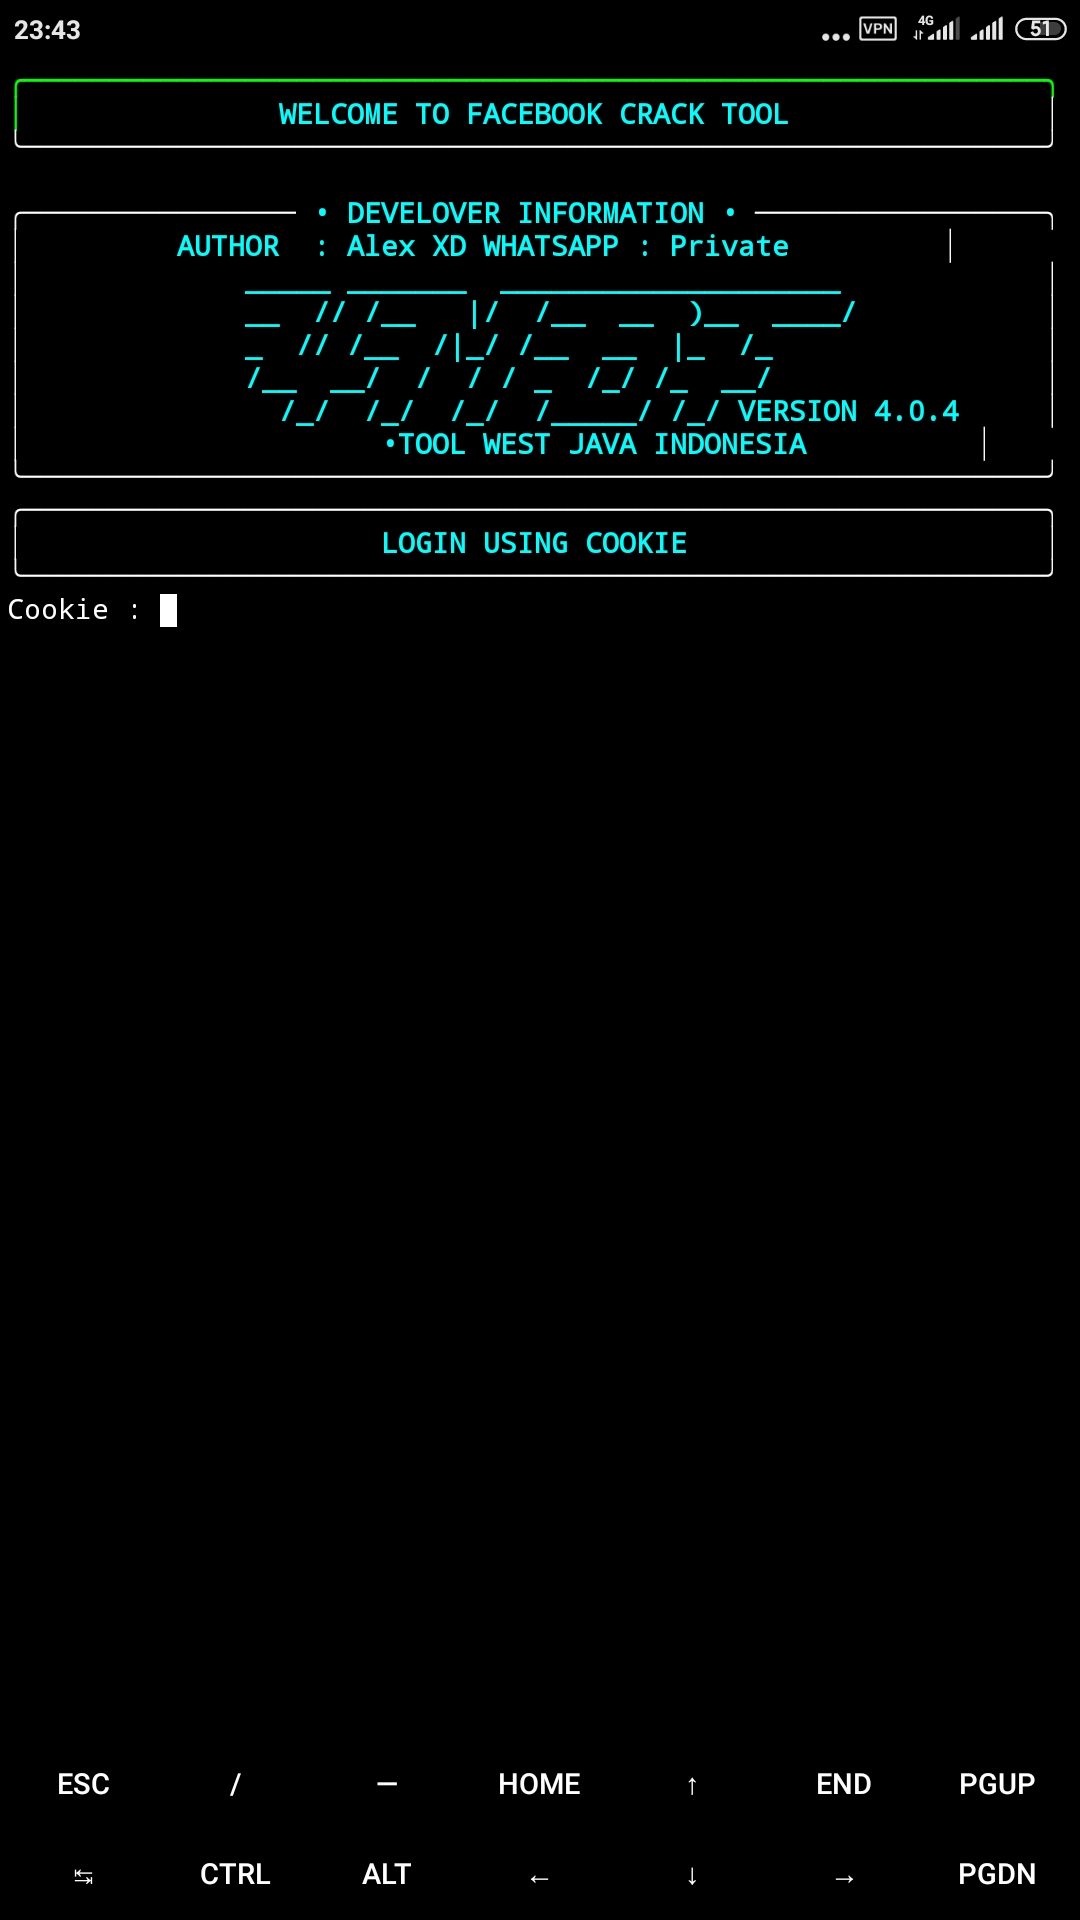 23:43 ... VPN 4G 51
WELCOME TO FACEBOOK CRACK TOOL
• DEVELOVER INFORMATION •
AUTHOR : Alex XD WHATSAPP : Private
VERSION 4.0.4
•TOOL WEST JAVA INDONESIA
LOGIN USING COOKIE
Cookie :
ESC / — HOME ↑ END PGUP
↹ CTRL ALT ← ↓ → PGDN